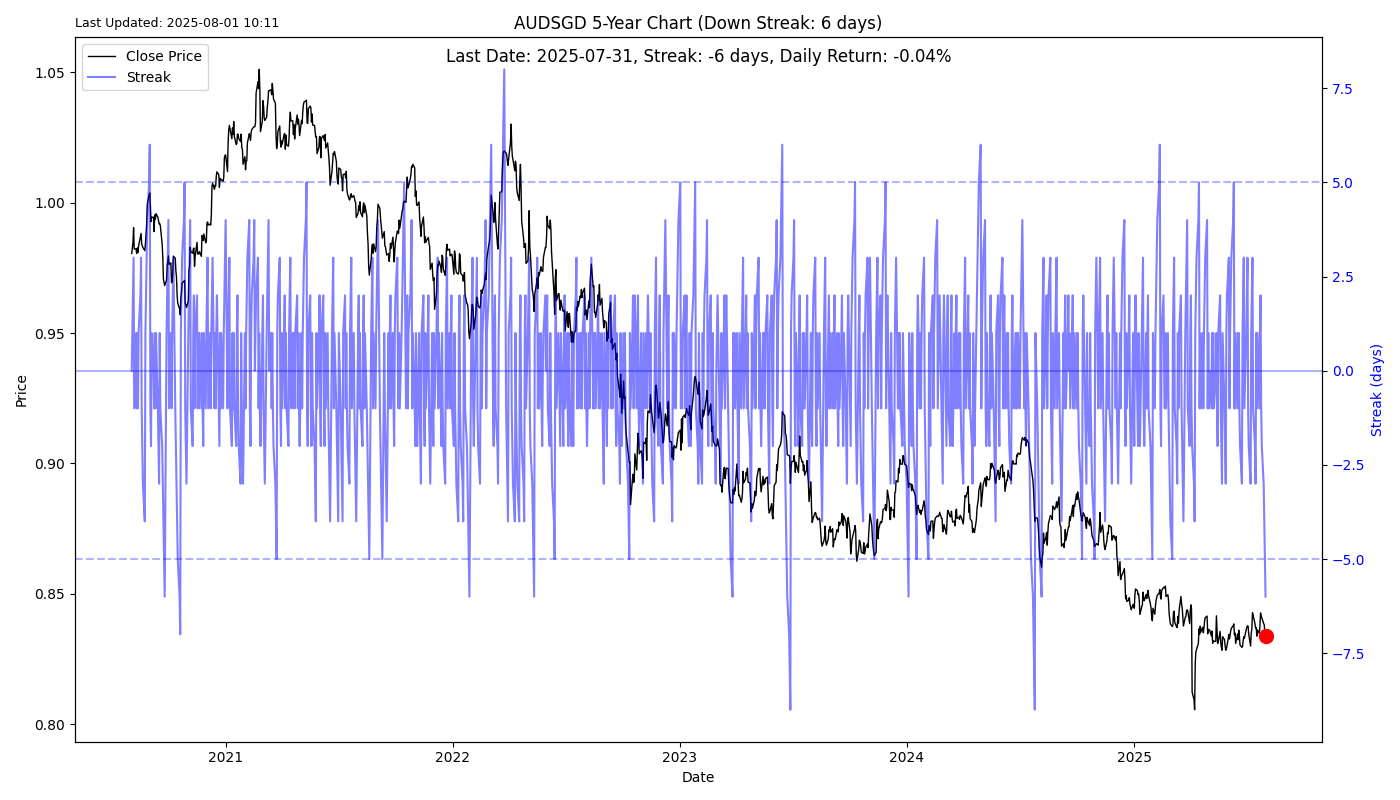 Last Updated: 2025-08-01 10:11
AUDSGD 5-Year Chart (Down Streak: 6 days)
Last Date: 2025-07-31, Streak: -6 days, Daily Return: -0.04%
Close Price
Streak
1.05
1.00
0.95
0.90
0.85
0.80
Price
7.5
5.0
2.5
0.0
−2.5
−5.0
−7.5
Streak (days)
2021
2022
2023
2024
2025
Date